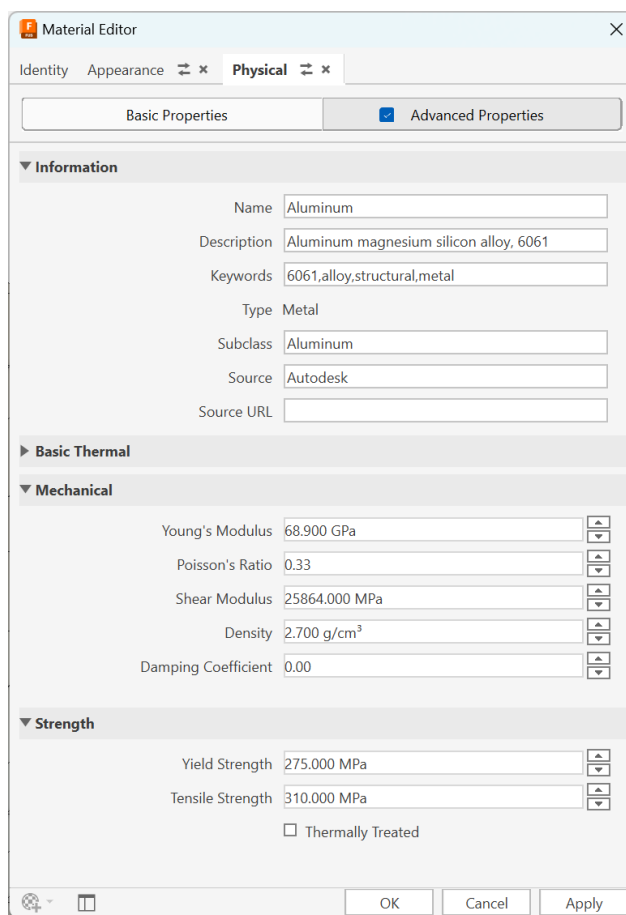 Material Editor
Identity Appearance Physical
Basic Properties Advanced Properties
Information
Name Aluminum
Description Aluminum magnesium silicon alloy, 6061
Keywords 6061,alloy,structural,metal
Type Metal
Subclass Aluminum
Source Autodesk
Source URL
Basic Thermal
Mechanical
Young's Modulus 68.900 GPa
Poisson's Ratio 0.33
Shear Modulus 25864.000 MPa
Density 2.700 g/cm³
Damping Coefficient 0.00
Strength
Yield Strength 275.000 MPa
Tensile Strength 310.000 MPa
Thermally Treated
OK Cancel Apply